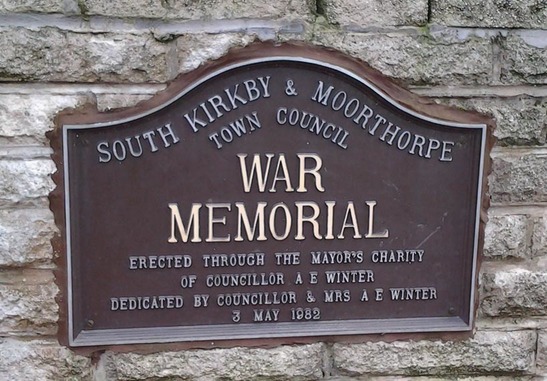 SOUTH KIRKBY & MOORTHORPE
TOWN COUNCIL
WAR
MEMORIAL
ERECTED THROUGH THE MAYOR'S CHARITY
OF COUNCILLOR A E WINTER
DEDICATED BY COUNCILLOR & MRS A E WINTER
3 MAY 1982